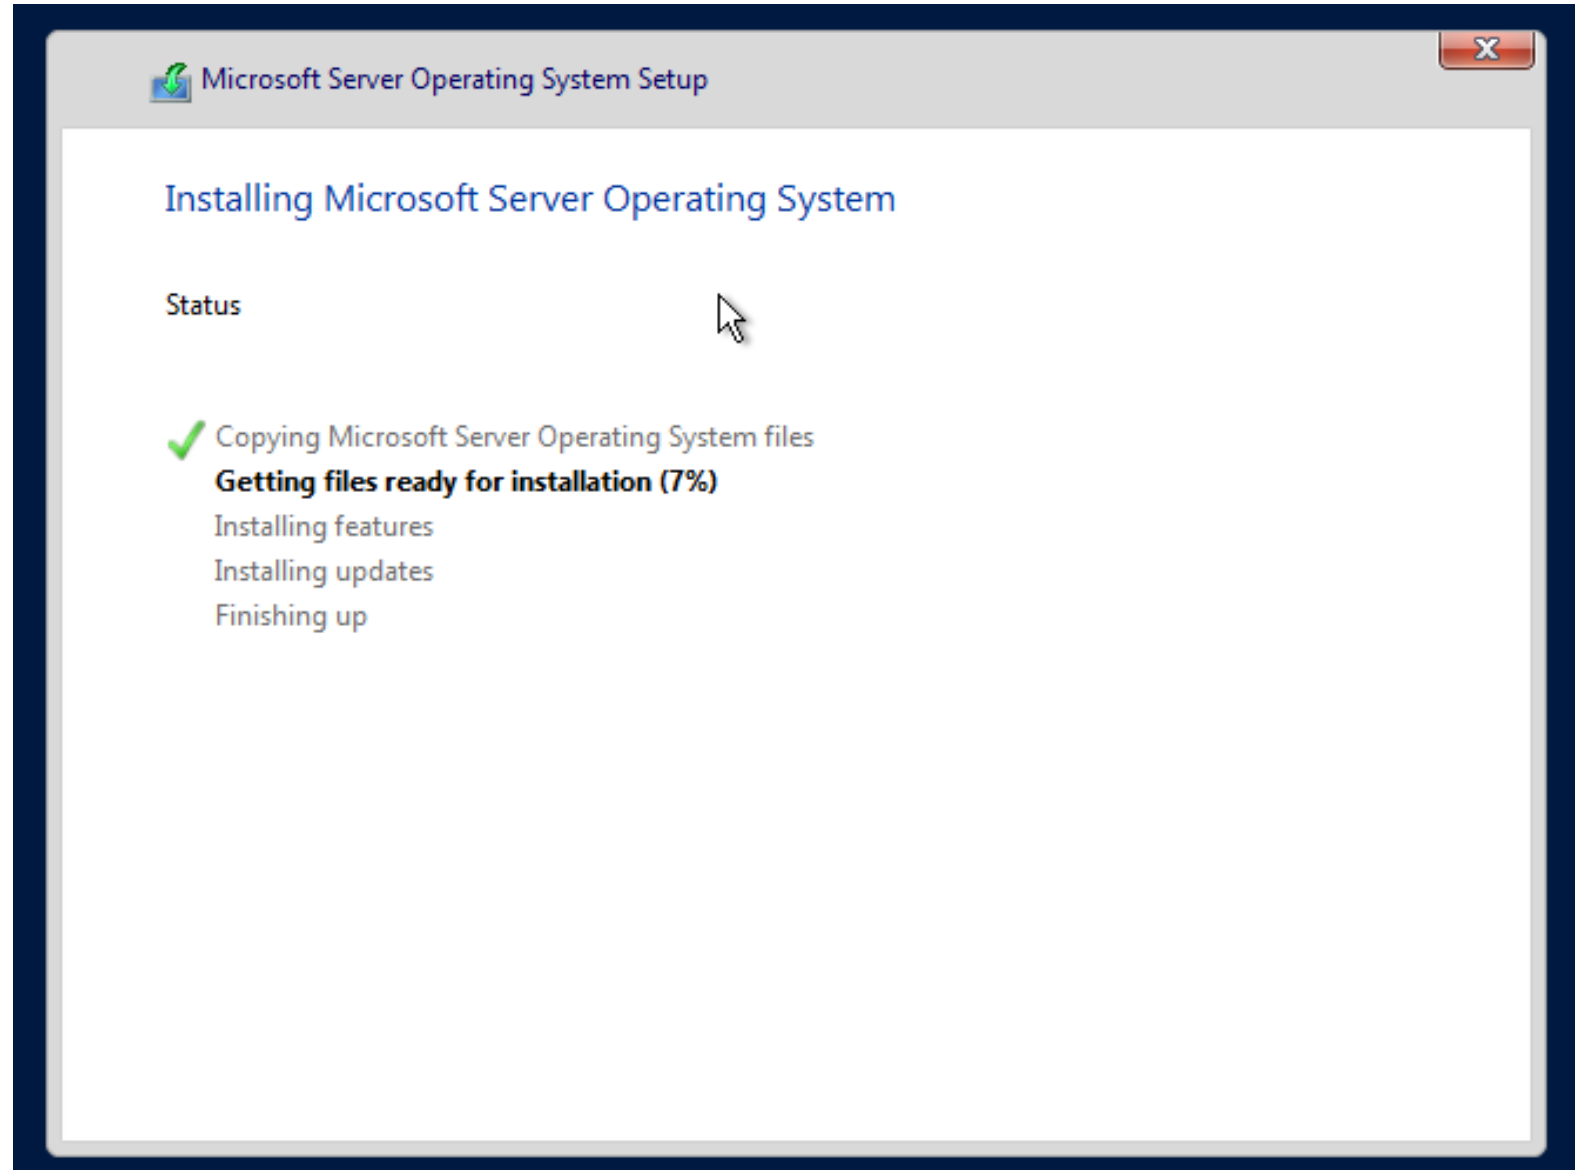 Microsoft Server Operating System Setup
Installing Microsoft Server Operating System
Status
Copying Microsoft Server Operating System files
Getting files ready for installation (7%)
Installing features
Installing updates
Finishing up